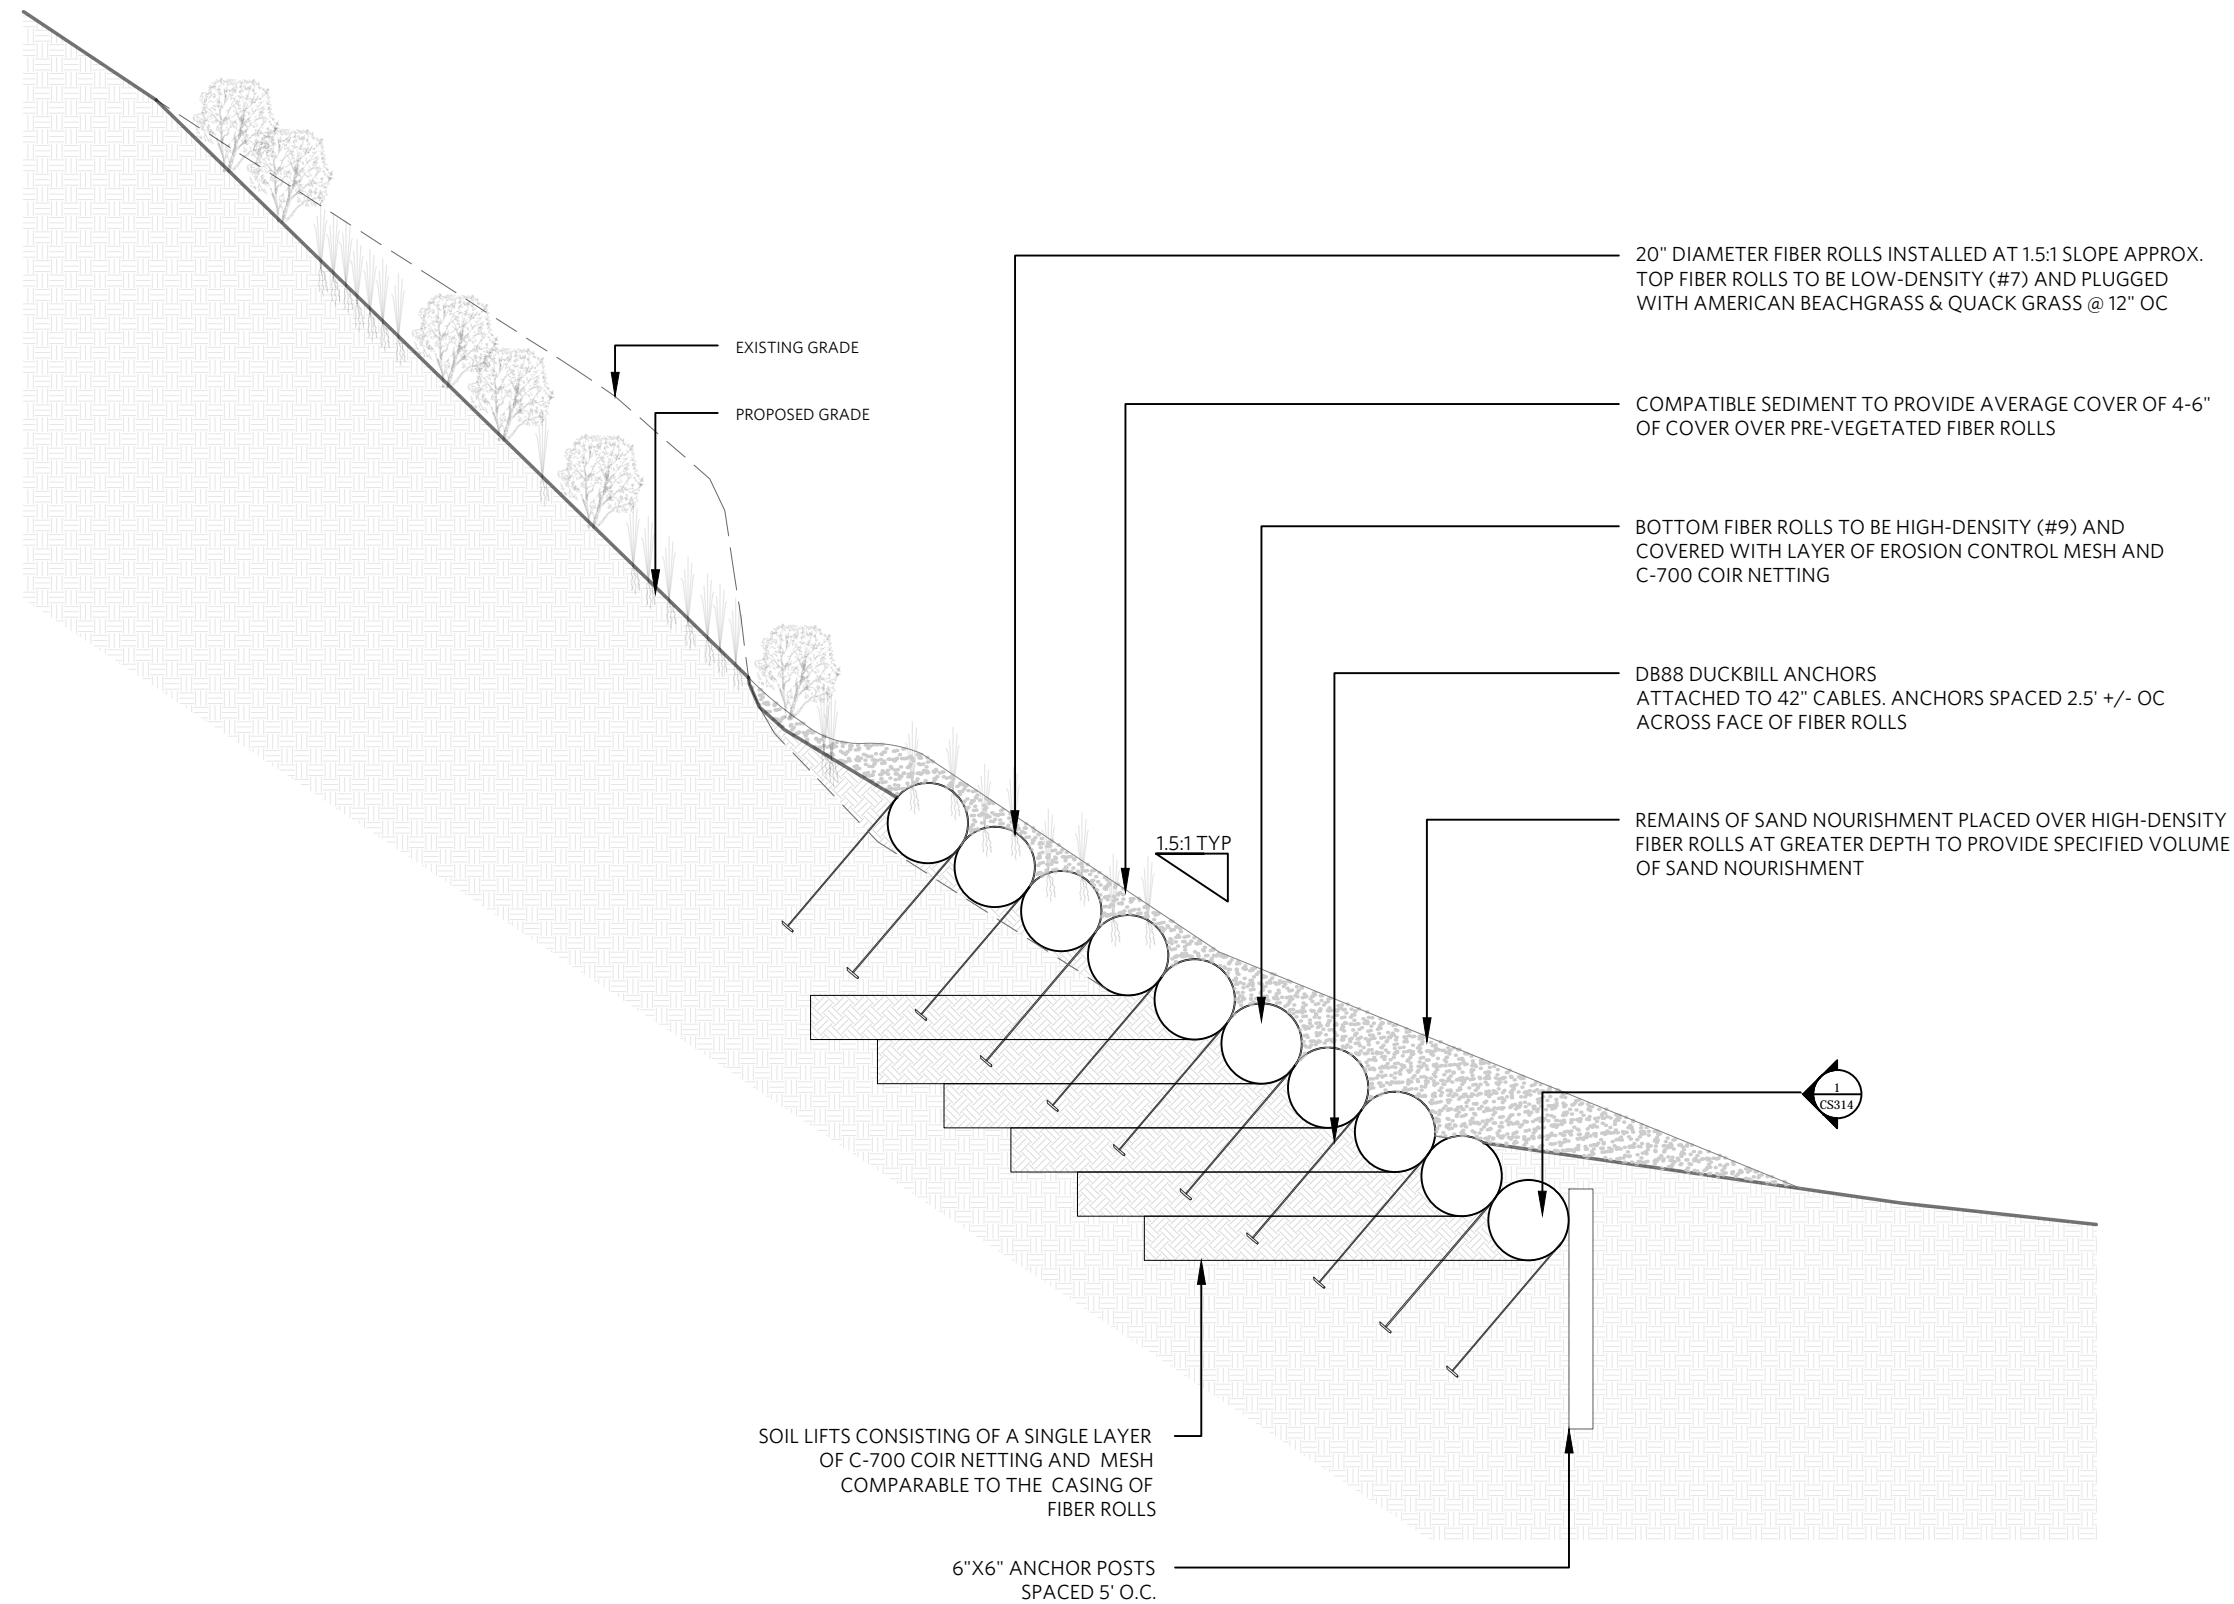 20" DIAMETER FIBER ROLLS INSTALLED AT 1.5:1 SLOPE APPROX.
TOP FIBER ROLLS TO BE LOW-DENSITY (#7) AND PLUGGED
WITH AMERICAN BEACHGRASS & QUACK GRASS @ 12" OC
EXISTING GRADE
PROPOSED GRADE
COMPATIBLE SEDIMENT TO PROVIDE AVERAGE COVER OF 4-6"
OF COVER OVER PRE-VEGETATED FIBER ROLLS
BOTTOM FIBER ROLLS TO BE HIGH-DENSITY (#9) AND
COVERED WITH LAYER OF EROSION CONTROL MESH AND
C-700 COIR NETTING
DB88 DUCKBILL ANCHORS
ATTACHED TO 42" CABLES. ANCHORS SPACED 2.5' +/- OC
ACROSS FACE OF FIBER ROLLS
1.5:1 TYP
REMAINS OF SAND NOURISHMENT PLACED OVER HIGH-DENSITY
FIBER ROLLS AT GREATER DEPTH TO PROVIDE SPECIFIED VOLUME
OF SAND NOURISHMENT
1
CS314
SOIL LIFTS CONSISTING OF A SINGLE LAYER
OF C-700 COIR NETTING AND MESH
COMPARABLE TO THE CASING OF
FIBER ROLLS
6"X6" ANCHOR POSTS
SPACED 5' O.C.